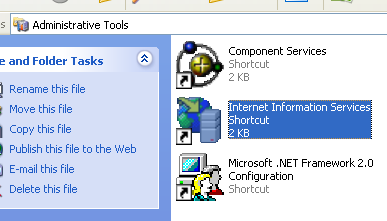 s
Administrative Tools
e and Folder Tasks
Rename this file
Move this file
Copy this file
Publish this file to the Web
E-mail this file
Delete this file
Component Services
Shortcut
2 KB
Internet Information Services
Shortcut
2 KB
Microsoft .NET Framework 2.0
Configuration
Shortcut